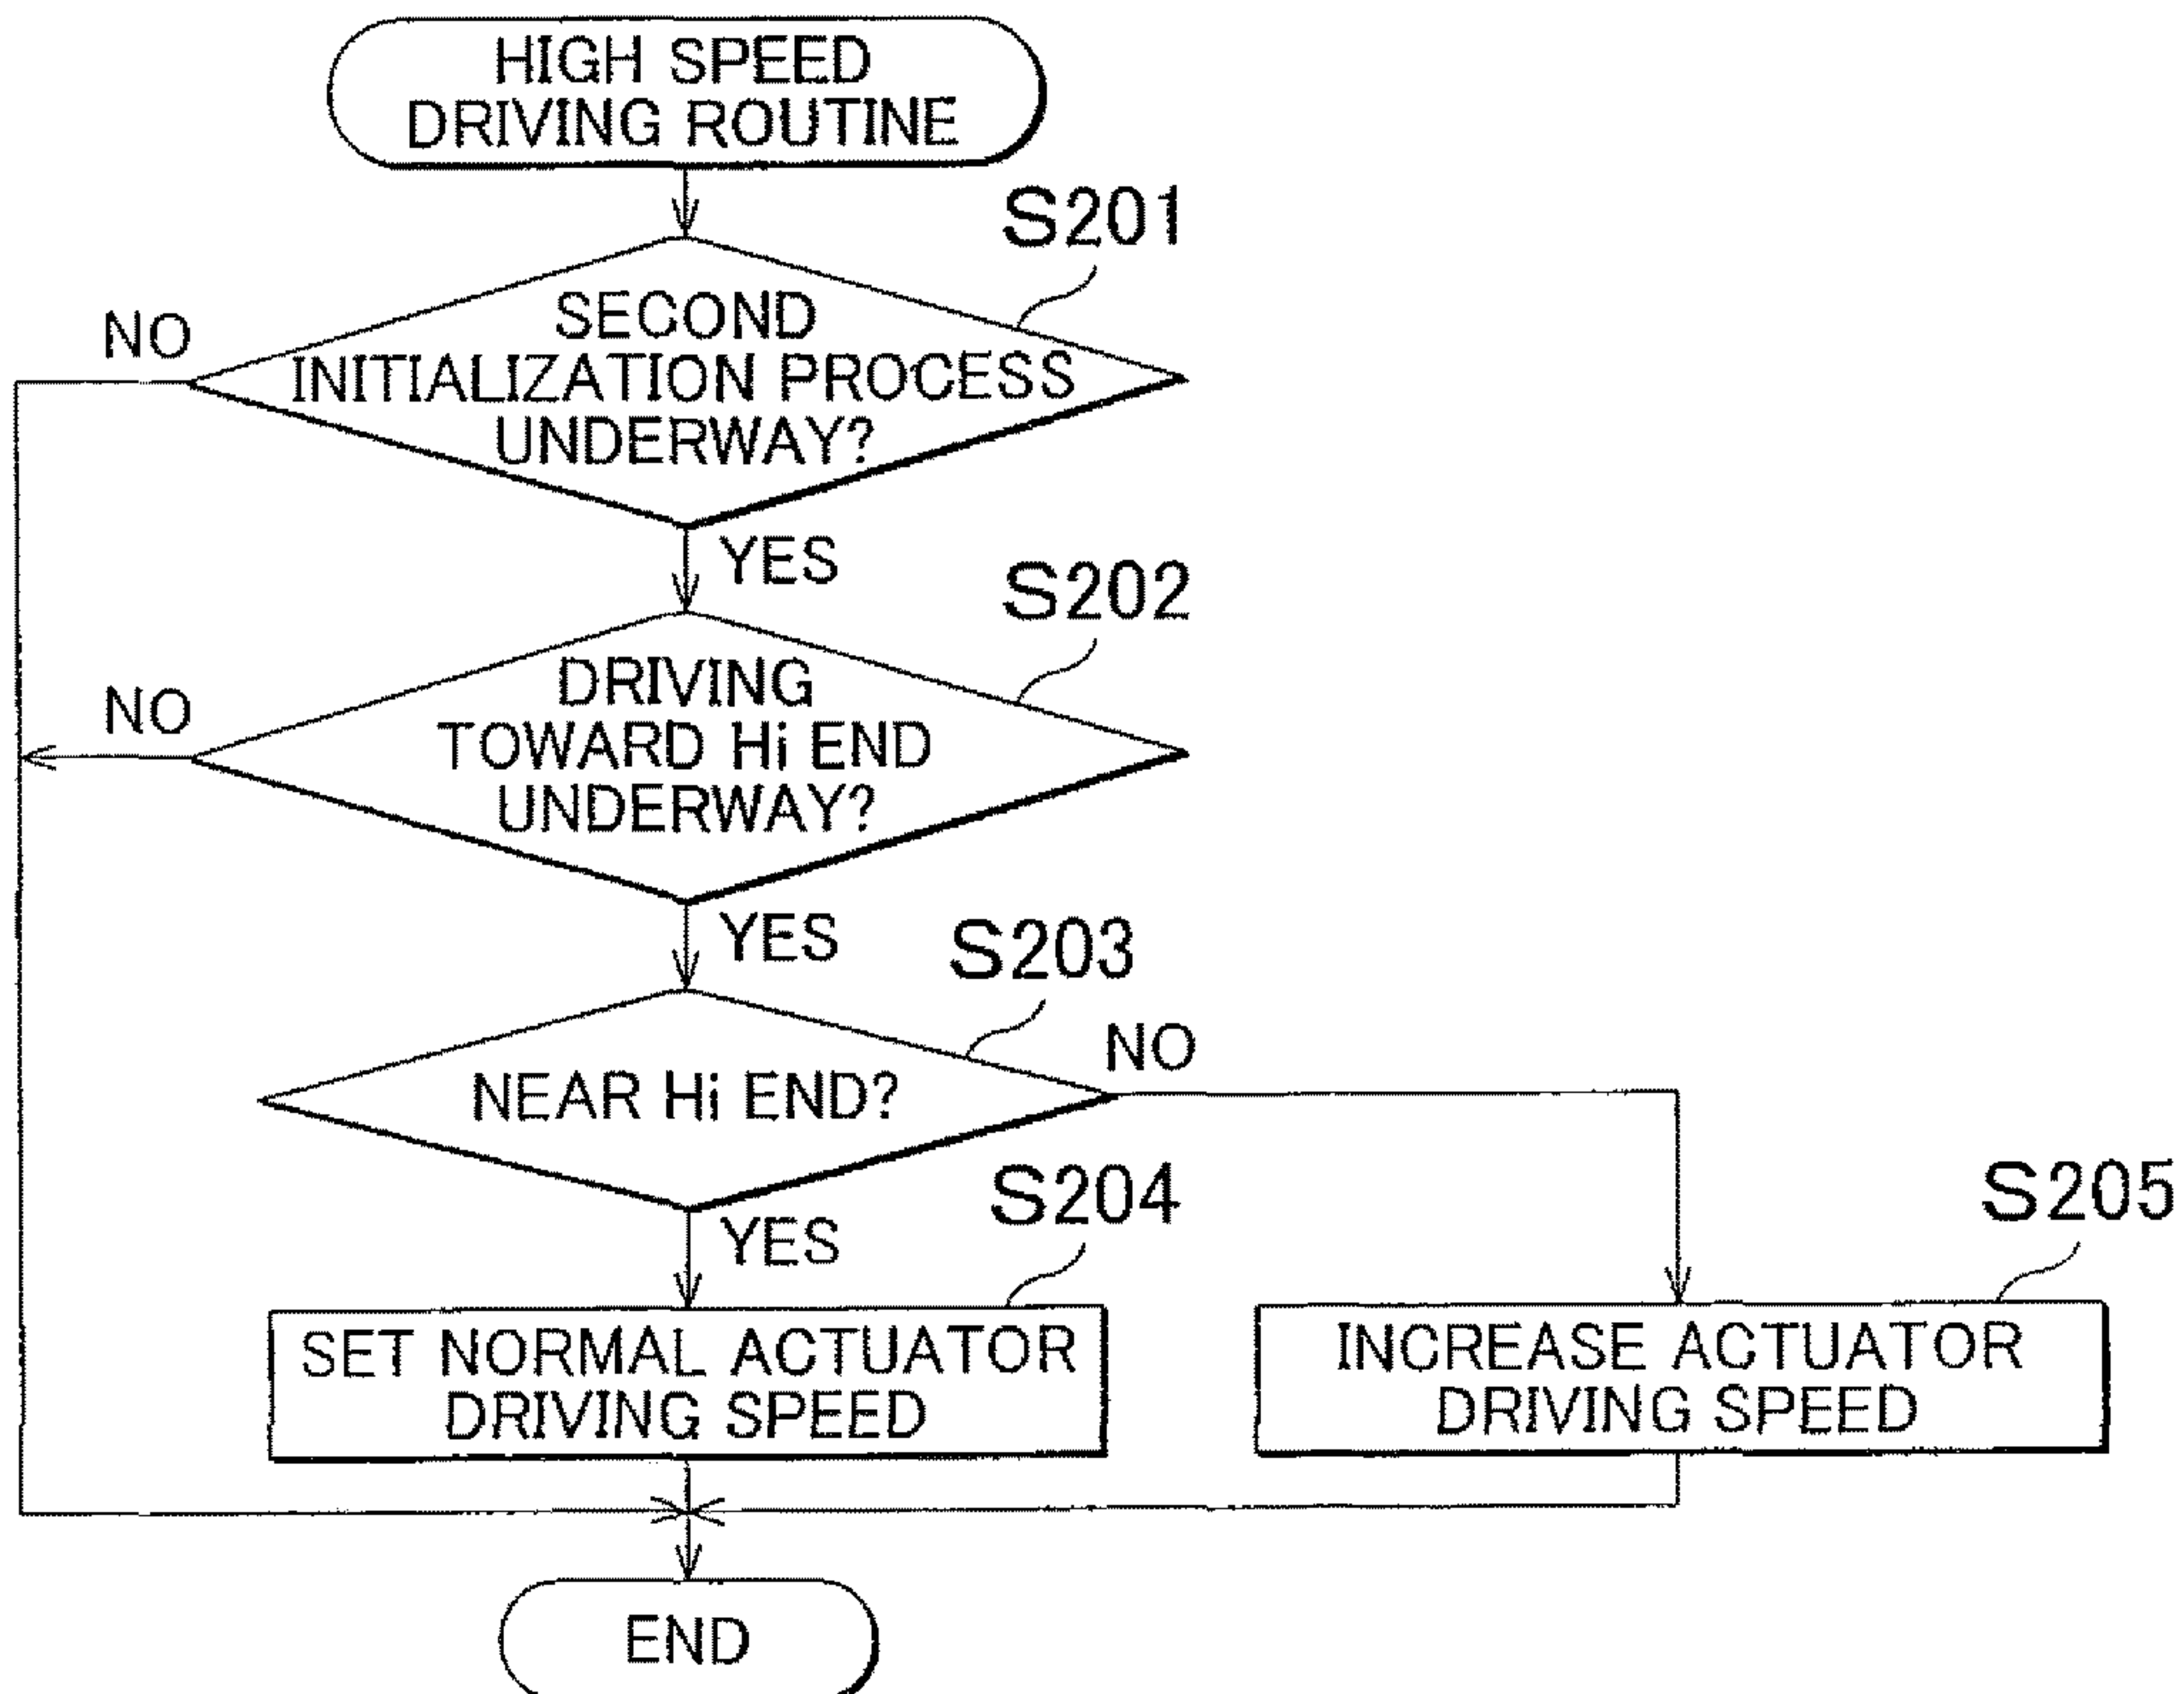 HIGH SPEED
DRIVING ROUTINE
S201
SECOND
INITIALIZATION PROCESS
UNDERWAY?
NO
YES
S202
DRIVING
TOWARD Hi END
UNDERWAY?
NO
YES
S203
NEAR Hi END?
NO
YES
S204
SET NORMAL ACTUATOR
DRIVING SPEED
S205
INCREASE ACTUATOR
DRIVING SPEED
END